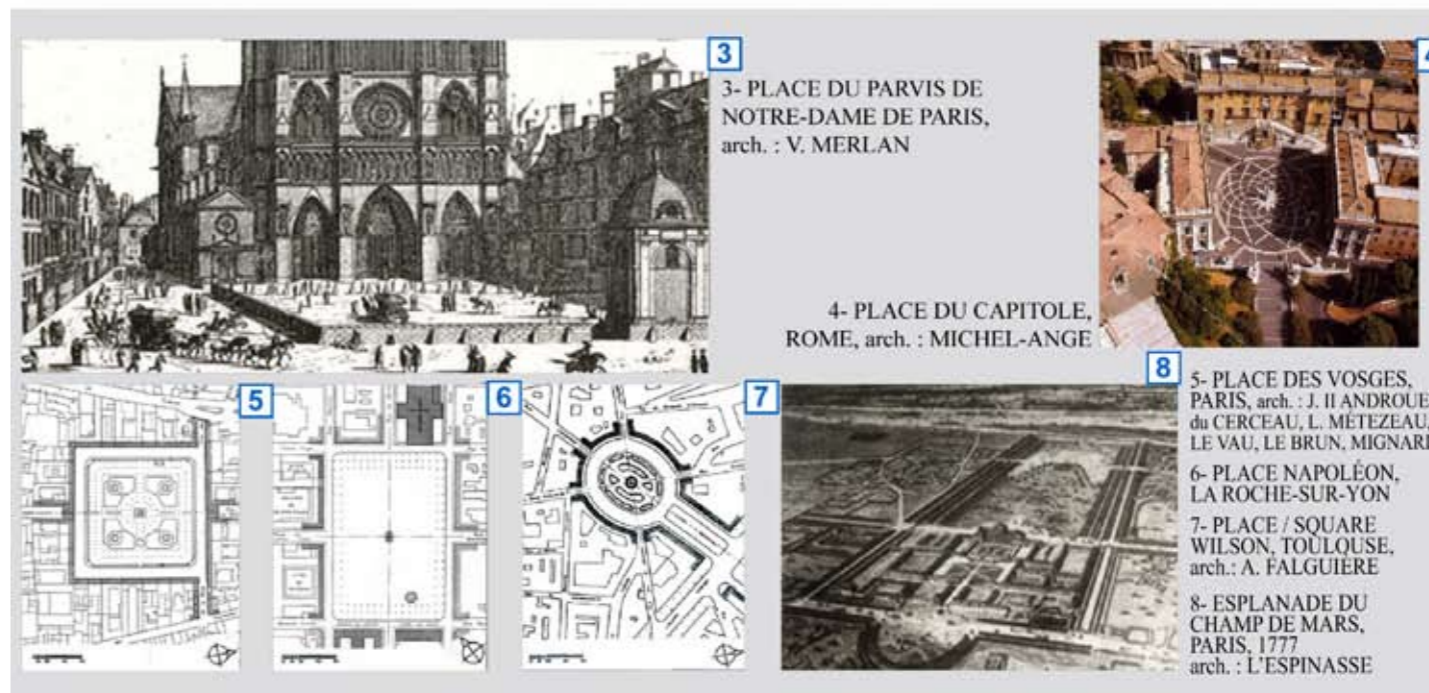 3
3- PLACE DU PARVIS DE
NOTRE-DAME DE PARIS,
arch. : V. MERLAN
4
4- PLACE DU CAPITOLE,
ROME, arch. : MICHEL-ANGE
5
6
7
8
5- PLACE DES VOSGES,
PARIS, arch. : J. II ANDROUE
du CERCEAU, L. MÉTEZEAU,
LE VAU, LE BRUN, MIGNARD
6- PLACE NAPOLÉON,
LA ROCHE-SUR-YON
7- PLACE / SQUARE
WILSON, TOULOUSE,
arch.: A. FALGUIÈRE
8- ESPLANADE DU
CHAMP DE MARS,
PARIS, 1777
arch. : L'ESPINASSE